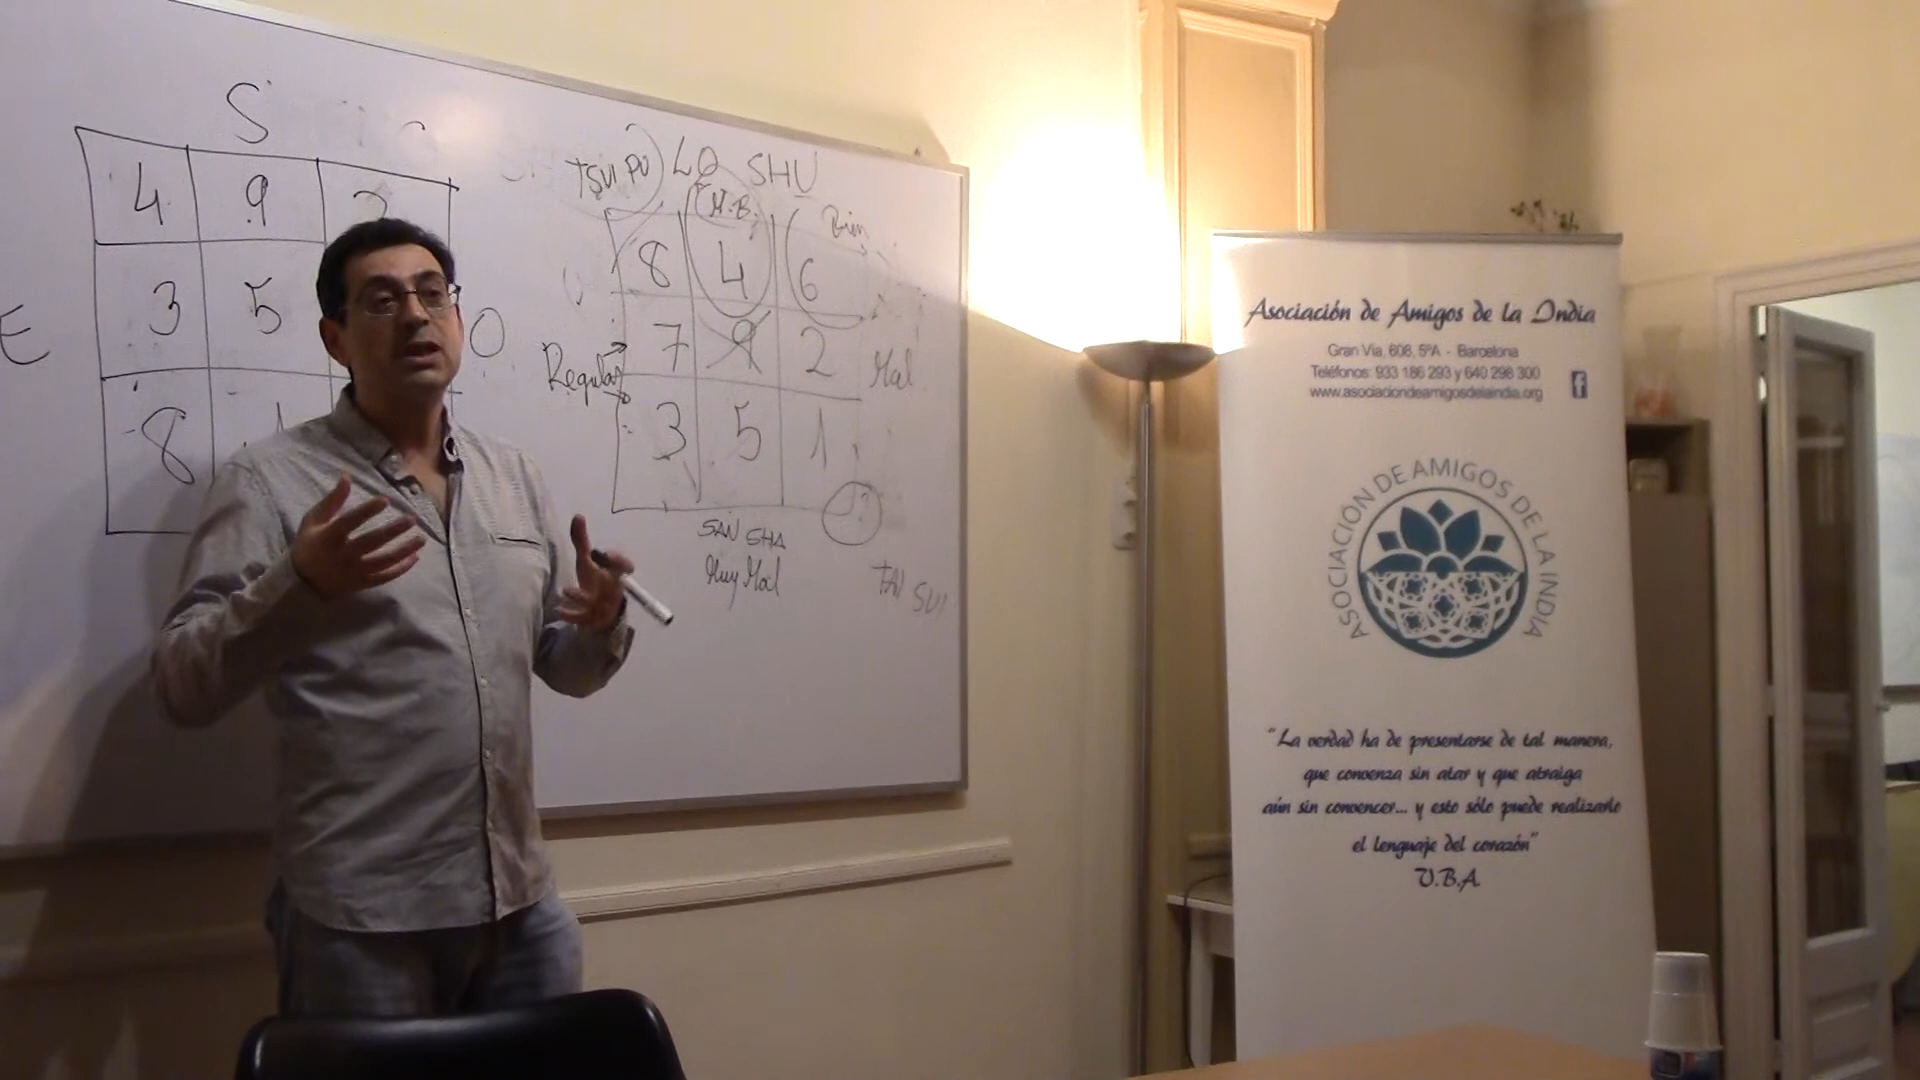 S
4 9 2
3 5
8 1
E
O
TSUI PU
LO SHU
M.B.
Bien
8 4 6
7 9 2
3 5 1
Regular
Mal
SAN SHA
Muy Mal
TAI SUI
Asociación de Amigos de la India
Gran Vía, 608, 5ºA - Barcelona
Teléfonos: 933 186 293 y 640 298 300
www.asociaciondeamigosdelaindia.org
f
ASOCIACIÓN DE AMIGOS DE LA INDIA
"La verdad ha de presentarse de tal manera,
que convenza sin atar y que atraiga
aún sin convencer... y esto sólo puede realizarlo
el lenguaje del corazón"
V.B.A.